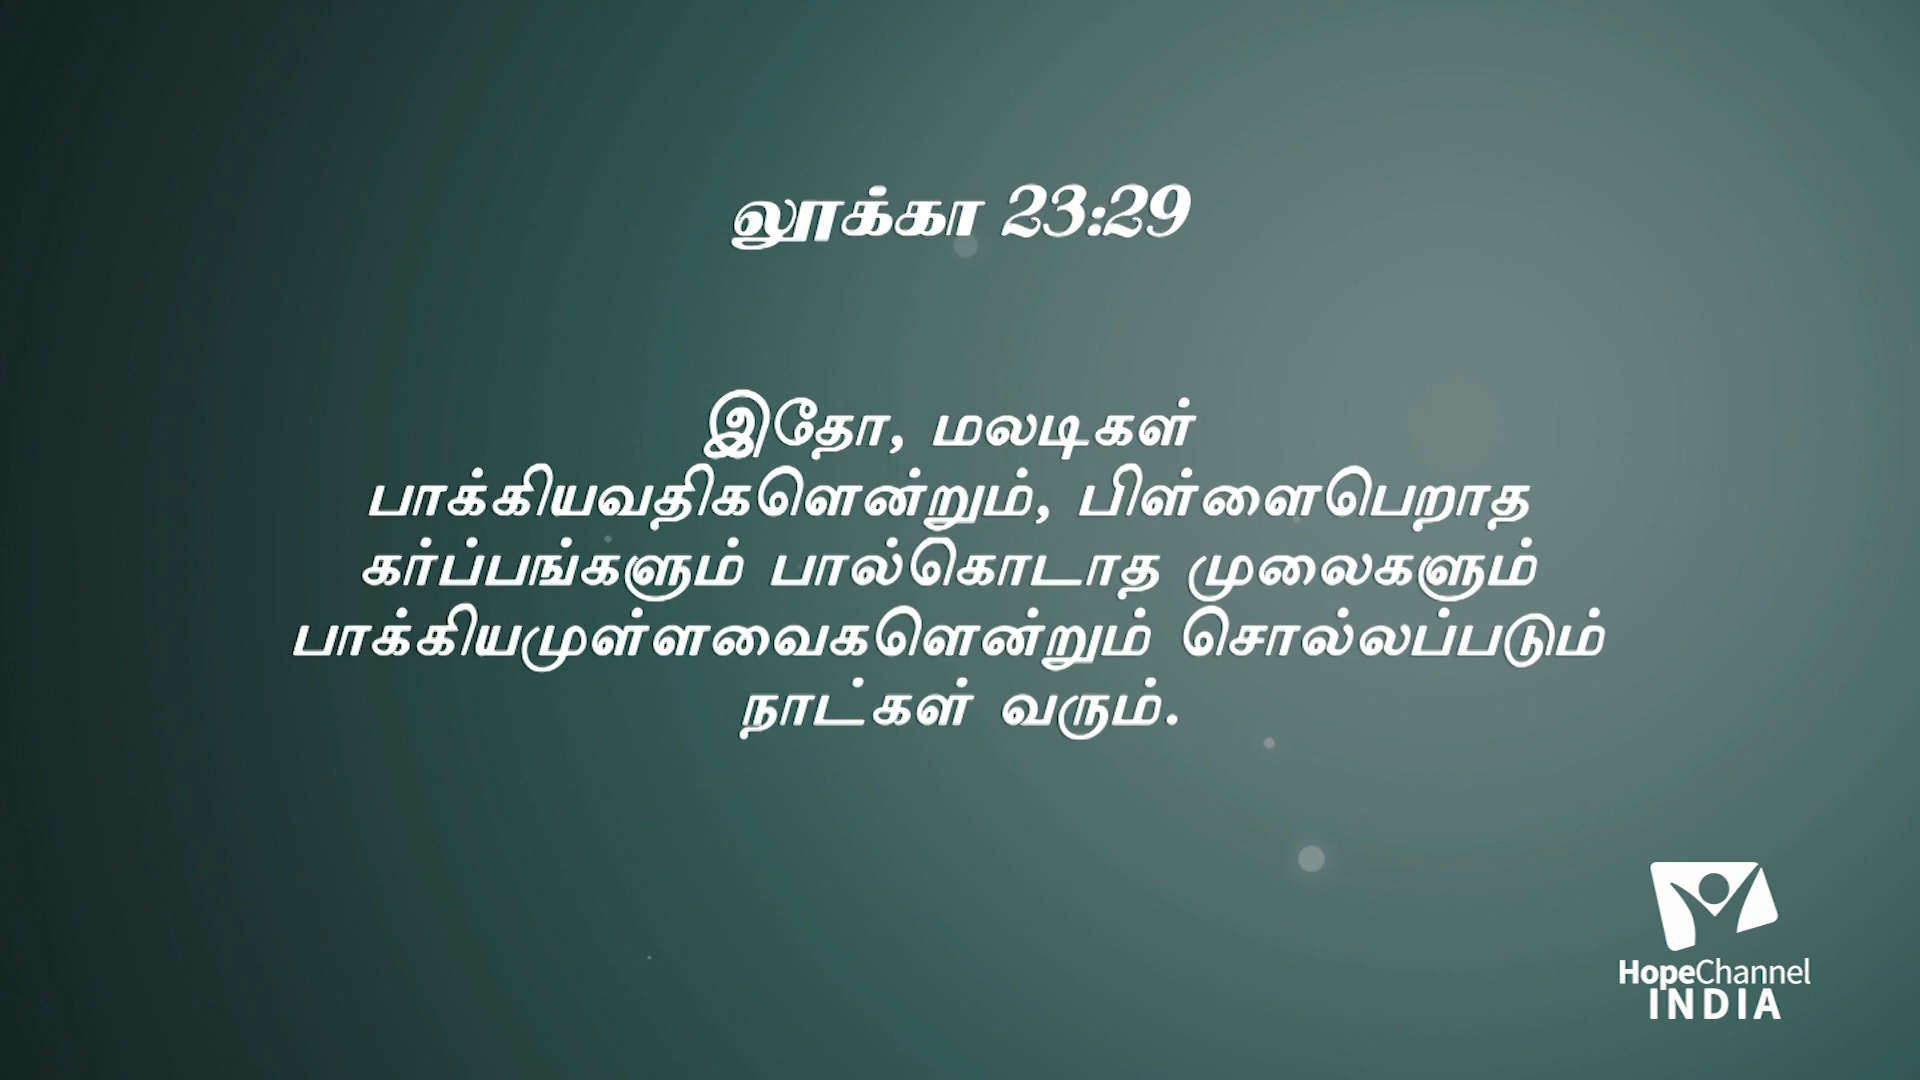 லூக்கா 23:29
இதோ, மலடிகள்
பாக்கியவதிகளென்றும், பிள்ளைபெறாத
கர்ப்பங்களும் பால்கொடாத முலைகளும்
பாக்கியமுள்ளவைகளென்றும் சொல்லப்படும்
நாட்கள் வரும்.
HopeChannel
INDIA